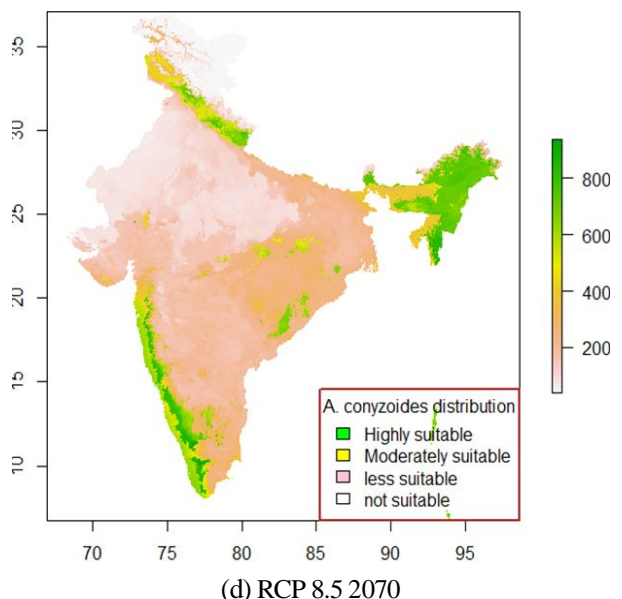 35
30
25
20
15
10
800
600
400
200
A. conyzoides distribution
Highly suitable
Moderately suitable
less suitable
not suitable
70 75 80 85 90 95
(d) RCP 8.5 2070